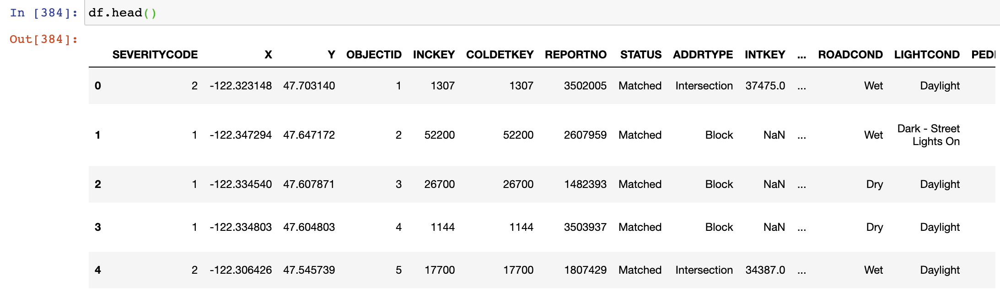 In [384]: df.head()
Out[384]:
SEVERITYCODE X Y OBJECTID INCKEY COLDETKEY REPORTNO STATUS ADDRTYPE INTKEY ... ROADCOND LIGHTCOND PEDI
0 2 -122.323148 47.703140 1 1307 1307 3502005 Matched Intersection 37475.0 ... Wet Daylight
1 1 -122.347294 47.647172 2 52200 52200 2607959 Matched Block NaN ... Wet Dark - Street
Lights On
2 1 -122.334540 47.607871 3 26700 26700 1482393 Matched Block NaN ... Dry Daylight
3 1 -122.334803 47.604803 4 1144 1144 3503937 Matched Block NaN ... Dry Daylight
4 2 -122.306426 47.545739 5 17700 17700 1807429 Matched Intersection 34387.0 ... Wet Daylight